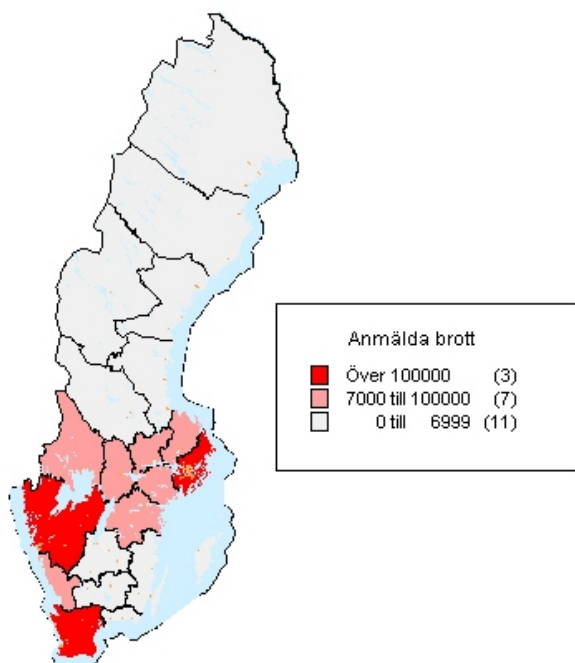 Anmälda brott
Över 100000 (3)
7000 till 100000 (7)
0 till 6999 (11)